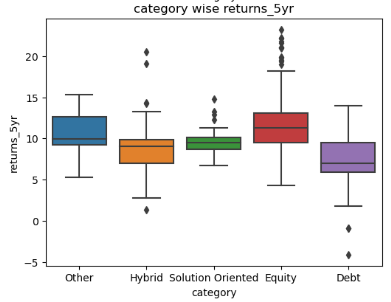 category wise returns_5yr
returns_5yr
20
15
10
5
0
−5
Other Hybrid Solution Oriented Equity Debt
category